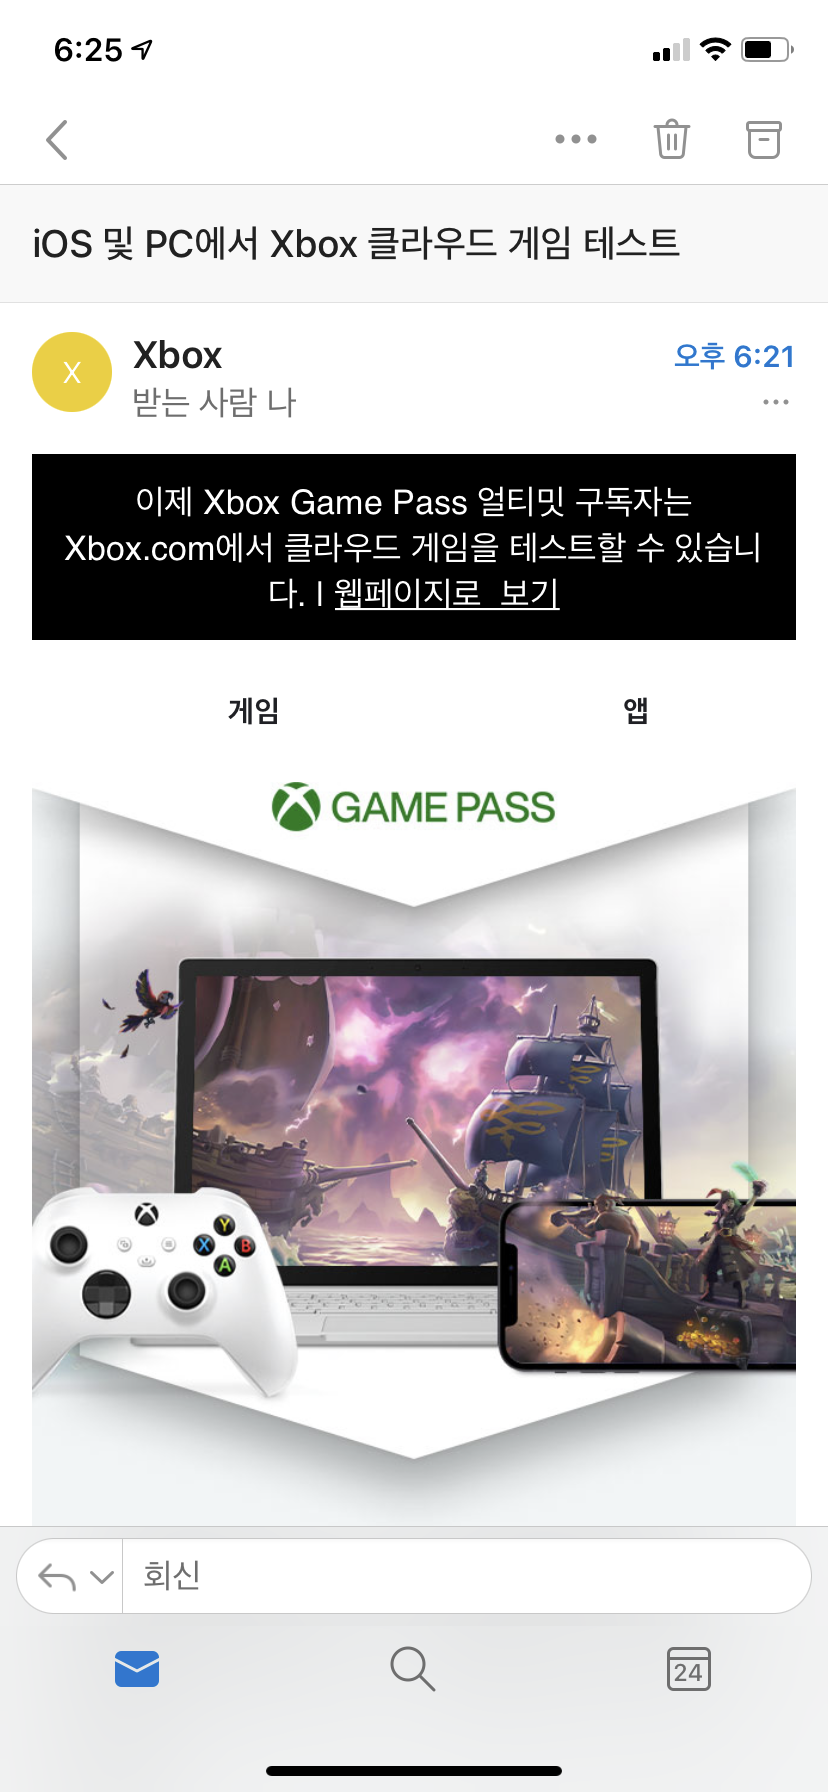 6:25
iOS 및 PC에서 Xbox 클라우드 게임 테스트
X
Xbox
오후 6:21
받는 사람 나
이제 Xbox Game Pass 얼티밋 구독자는
Xbox.com에서 클라우드 게임을 테스트할 수 있습니
다. | 웹페이지로 보기
게임
앱
GAME PASS
Y
X
B
A
회신
24